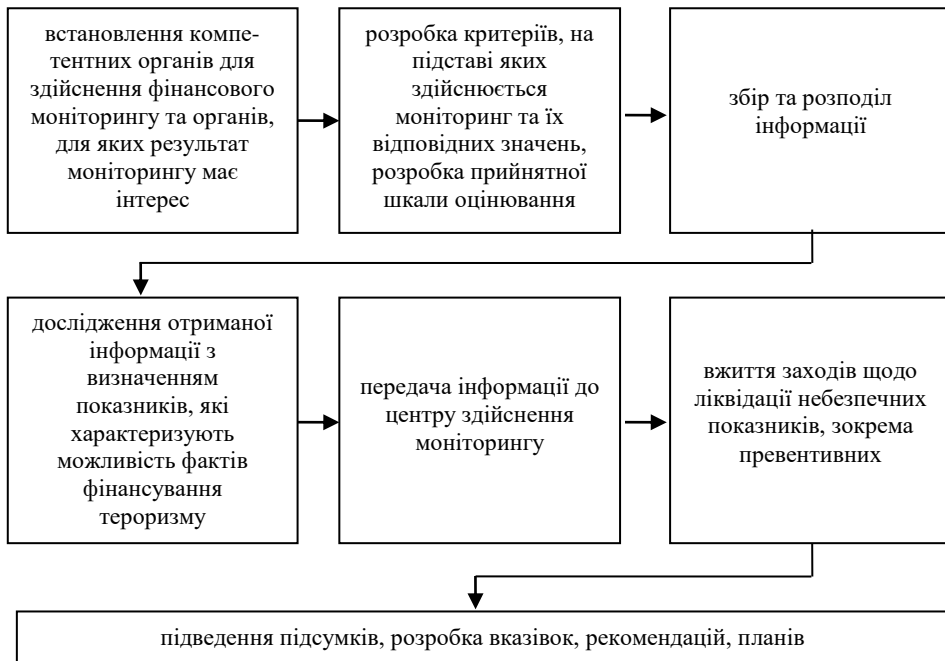 встановлення компе-
тентних органів для
здійснення фінансового
моніторингу та органів,
для яких результат
моніторингу має
інтерес
розробка критеріїв, на
підставі яких
здійснюється
моніторинг та їх
відповідних значень,
розробка прийнятної
шкали оцінювання
збір та розподіл
інформації
дослідження отриманої
інформації з
визначенням
показників, які
характеризують
можливість фактів
фінансування
тероризму
передача інформації до
центру здійснення
моніторингу
вжиття заходів щодо
ліквідації небезпечних
показників, зокрема
превентивних
підведення підсумків, розробка вказівок, рекомендацій, планів